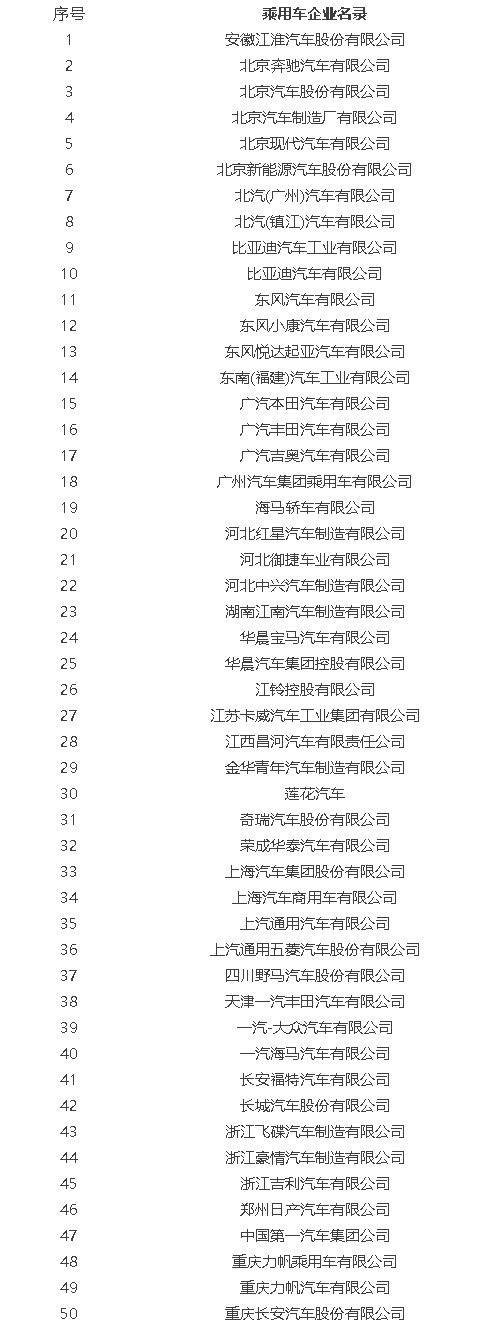 序号 乘用车企业名录
1 安徽江淮汽车股份有限公司
2 北京奔驰汽车有限公司
3 北京汽车股份有限公司
4 北京汽车制造厂有限公司
5 北京现代汽车有限公司
6 北京新能源汽车股份有限公司
7 北汽(广州)汽车有限公司
8 北汽(镇江)汽车有限公司
9 比亚迪汽车工业有限公司
10 比亚迪汽车有限公司
11 东风汽车有限公司
12 东风小康汽车有限公司
13 东风悦达起亚汽车有限公司
14 东南(福建)汽车工业有限公司
15 广汽本田汽车有限公司
16 广汽丰田汽车有限公司
17 广汽吉奥汽车有限公司
18 广州汽车集团乘用车有限公司
19 海马轿车有限公司
20 河北红星汽车制造有限公司
21 河北御捷车业有限公司
22 河北中兴汽车制造有限公司
23 湖南江南汽车制造有限公司
24 华晨宝马汽车有限公司
25 华晨汽车集团控股有限公司
26 江铃控股有限公司
27 江苏卡威汽车工业集团有限公司
28 江西昌河汽车有限责任公司
29 金华青年汽车制造有限公司
30 莲花汽车
31 奇瑞汽车股份有限公司
32 荣成华泰汽车有限公司
33 上海汽车集团股份有限公司
34 上海汽车商用车有限公司
35 上汽通用汽车有限公司
36 上汽通用五菱汽车股份有限公司
37 四川野马汽车股份有限公司
38 天津一汽丰田汽车有限公司
39 一汽-大众汽车有限公司
40 一汽海马汽车有限公司
41 长安福特汽车有限公司
42 长城汽车股份有限公司
43 浙江飞碟汽车制造有限公司
44 浙江豪情汽车制造有限公司
45 浙江吉利汽车有限公司
46 郑州日产汽车有限公司
47 中国第一汽车集团公司
48 重庆力帆乘用车有限公司
49 重庆力帆汽车有限公司
50 重庆长安汽车股份有限公司